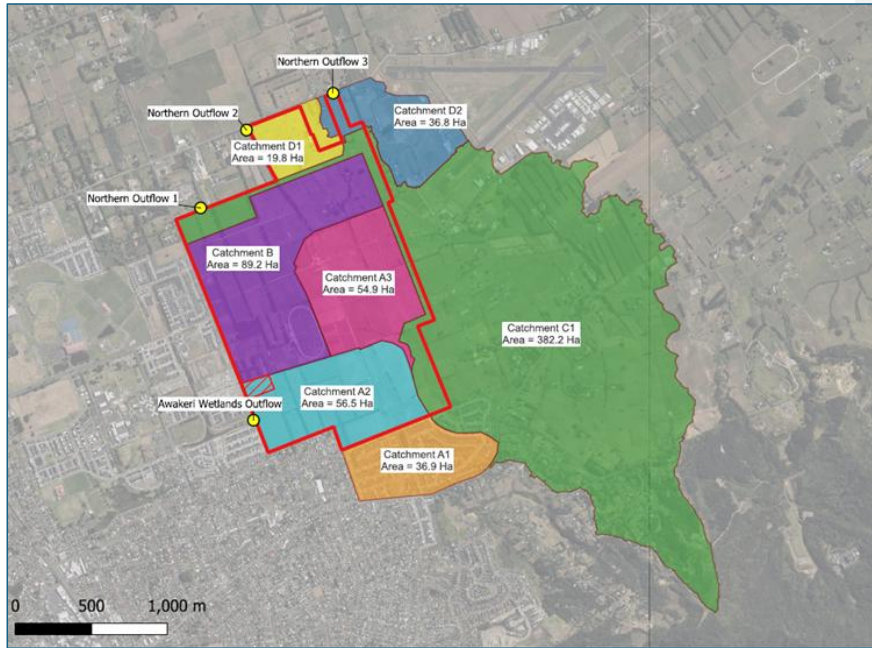 Northern Outflow 3
Northern Outflow 2
Catchment D2
Area = 36.8 Ha
Catchment D1
Area = 19.8 Ha
Northern Outflow 1
Catchment B
Area = 89.2 Ha
Catchment A3
Area = 54.9 Ha
Catchment C1
Area = 382.2 Ha
Catchment A2
Area = 56.5 Ha
Awakeri Wetlands Outflow
Catchment A1
Area = 36.9 Ha
0 500 1,000 m